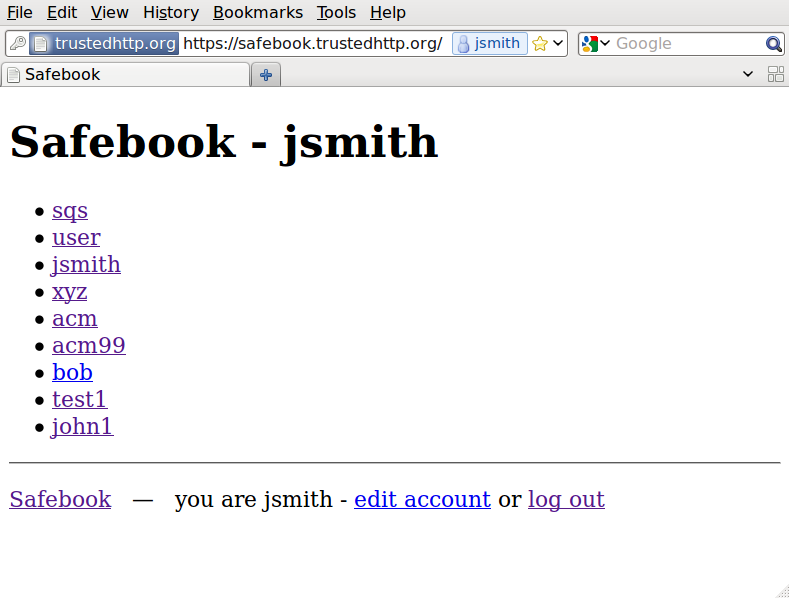 File Edit View History Bookmarks Tools Help
trustedhttp.org https://safebook.trustedhttp.org/ jsmith Google
Safebook
Safebook - jsmith
sqs
user
jsmith
xyz
acm
acm99
bob
test1
john1
Safebook — you are jsmith - edit account or log out